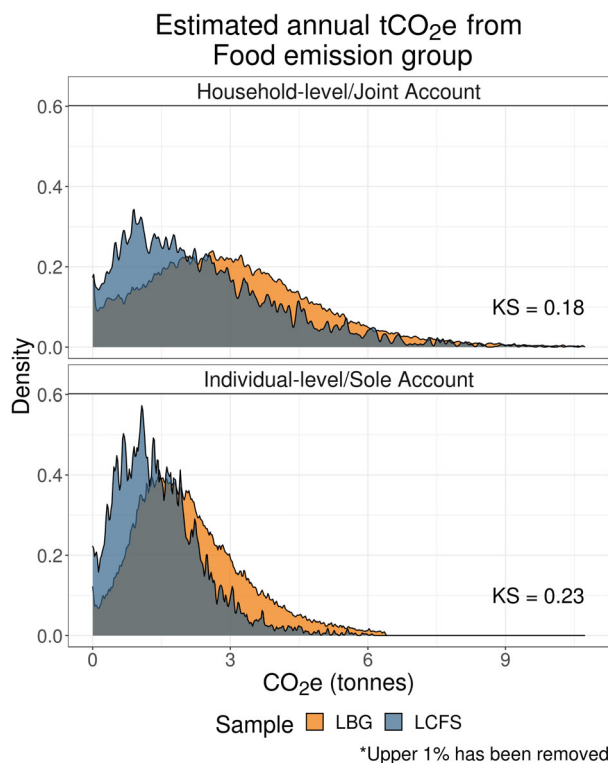 Estimated annual tCO₂e from
Food emission group
Household-level/Joint Account
0.6
0.4
0.2
0.0
KS = 0.18
Density
Individual-level/Sole Account
0.6
0.4
0.2
0.0
KS = 0.23
0 3 6 9
CO₂e (tonnes)
Sample LBG LCFS
*Upper 1% has been removed